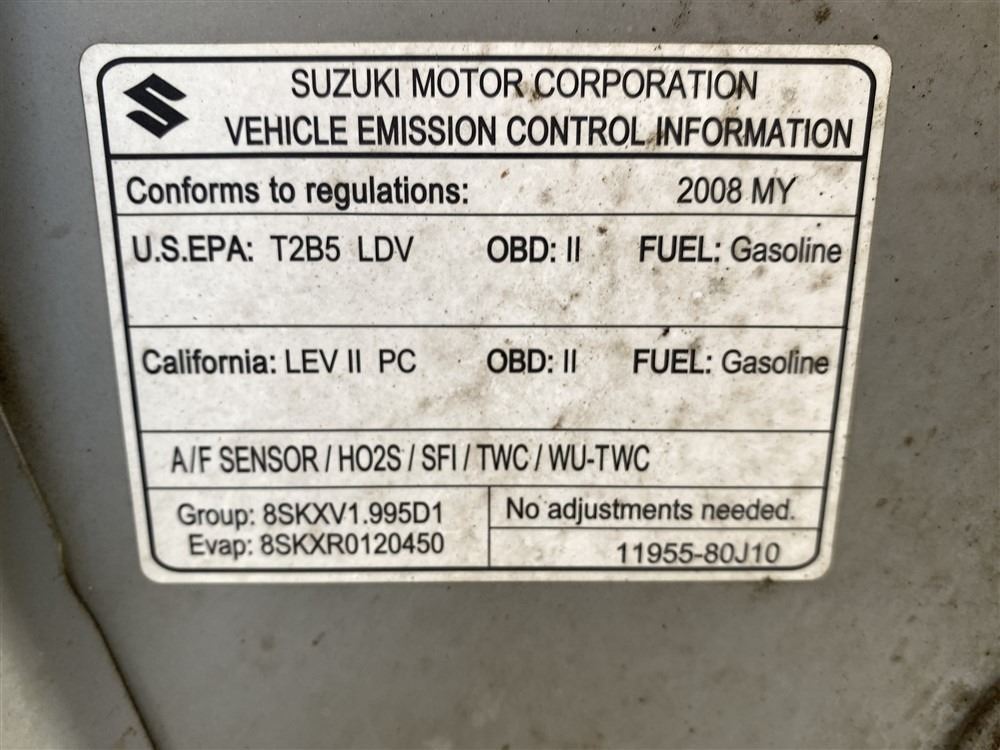 SUZUKI MOTOR CORPORATION
VEHICLE EMISSION CONTROL INFORMATION
Conforms to regulations: 2008 MY
U.S.EPA: T2B5 LDV OBD: II FUEL: Gasoline
California: LEV II PC OBD: II FUEL: Gasoline
A/F SENSOR / HO2S / SFI / TWC / WU-TWC
Group: 8SKXV1.995D1
Evap: 8SKXR0120450
No adjustments needed.
11955-80J10